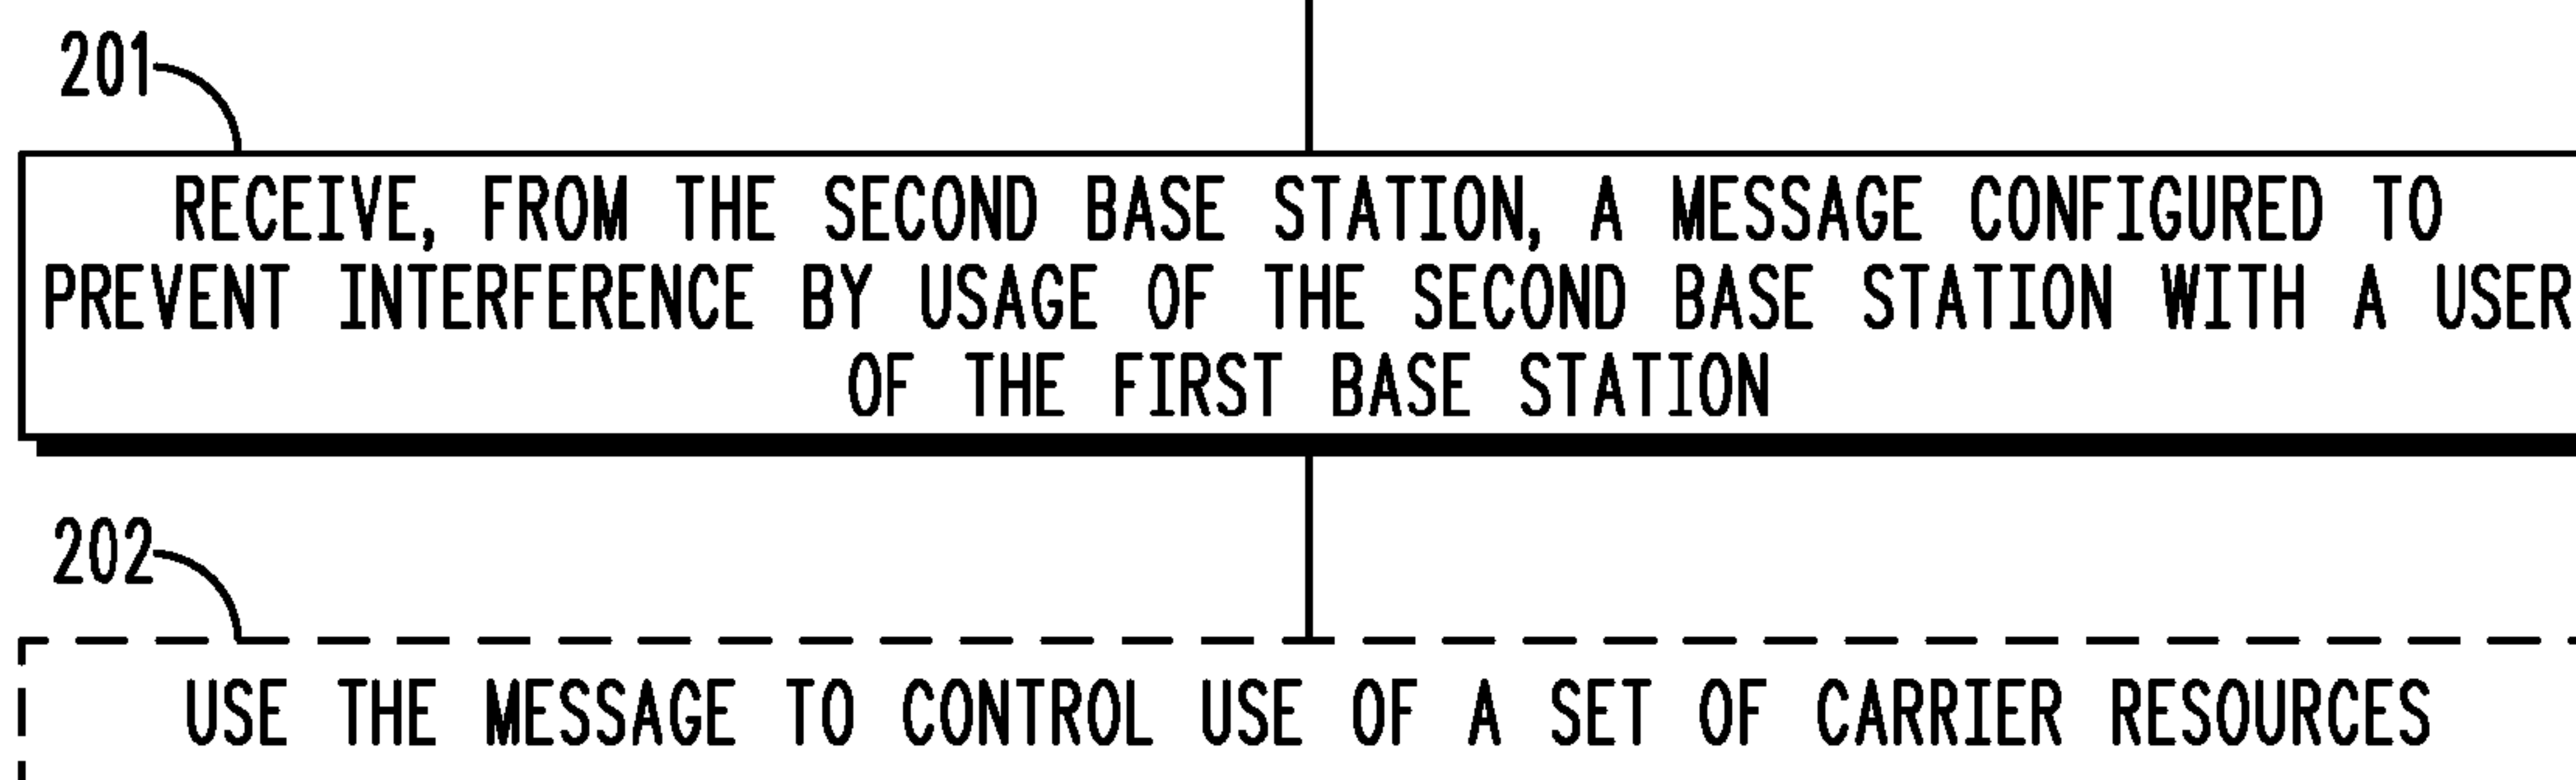 201
RECEIVE, FROM THE SECOND BASE STATION, A MESSAGE CONFIGURED TO
PREVENT INTERFERENCE BY USAGE OF THE SECOND BASE STATION WITH A USER
OF THE FIRST BASE STATION
202
USE THE MESSAGE TO CONTROL USE OF A SET OF CARRIER RESOURCES